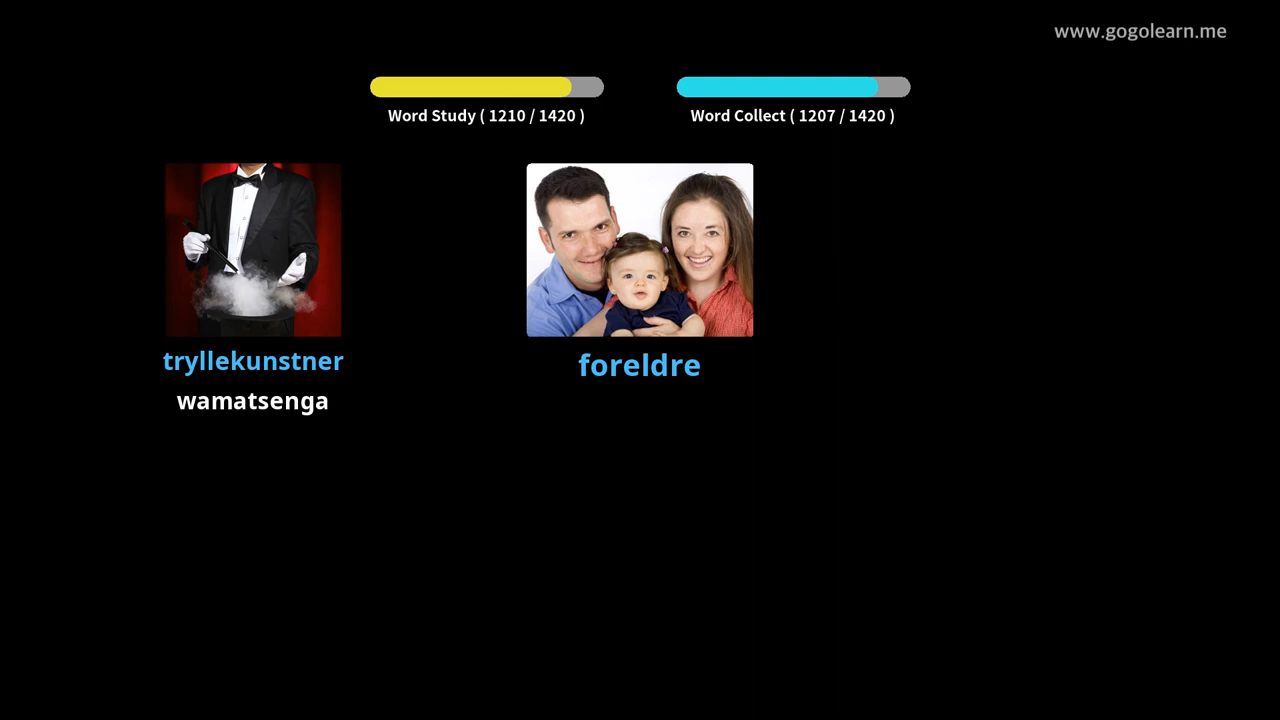 www.gogolearn.me
Word Study ( 1210 / 1420 )
Word Collect ( 1207 / 1420 )
tryllekunstner
wamatsenga
foreldre